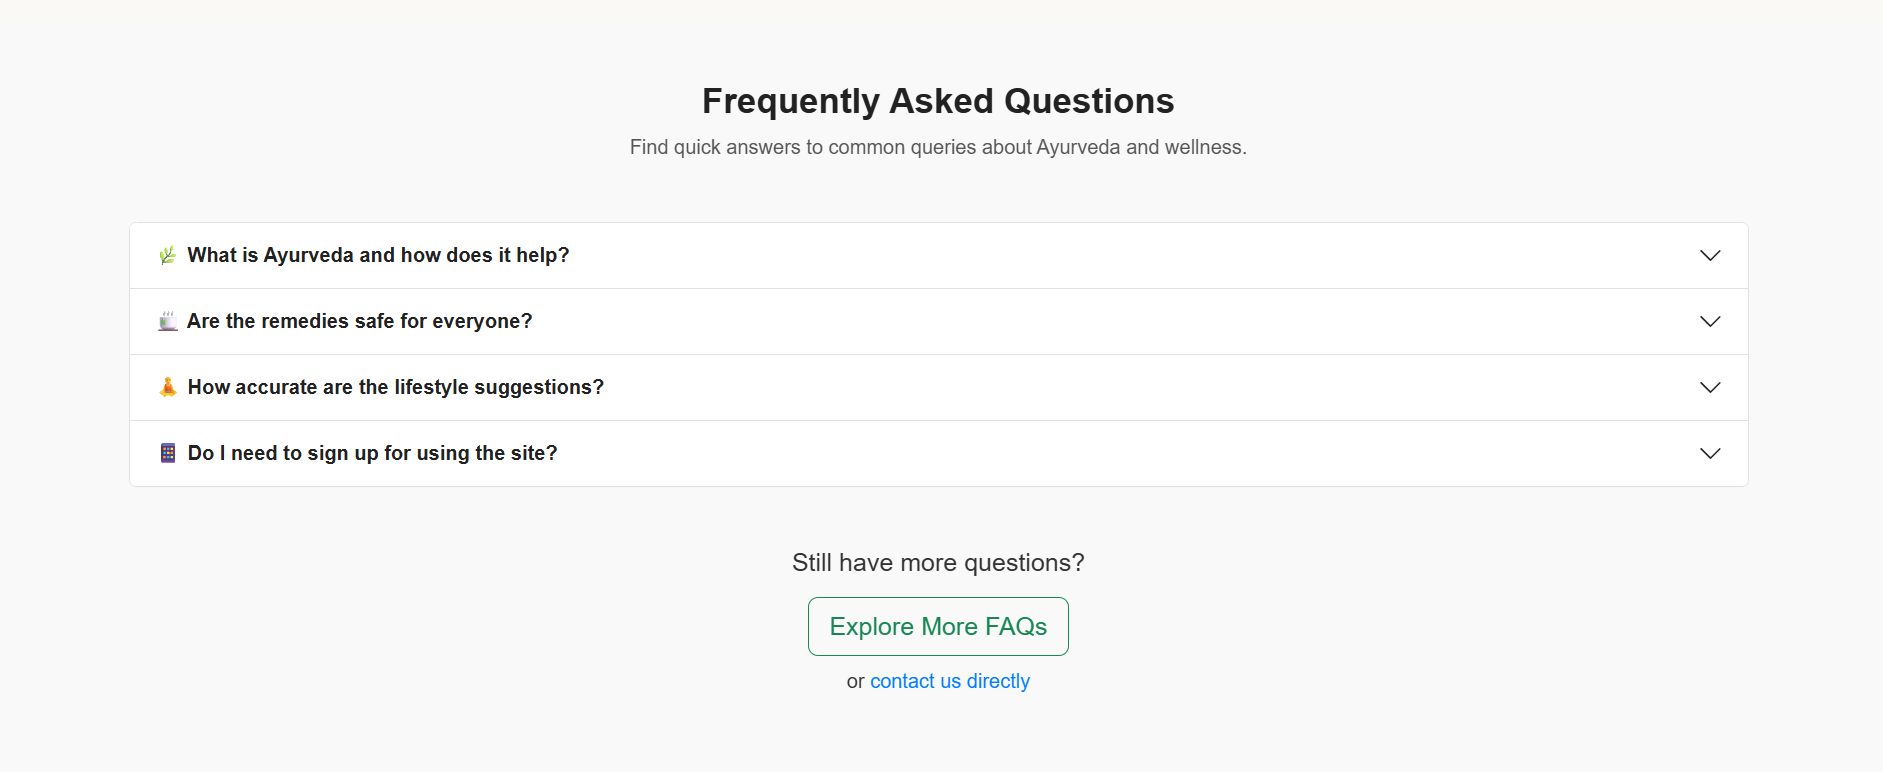 Frequently Asked Questions
Find quick answers to common queries about Ayurveda and wellness.
🌿 What is Ayurveda and how does it help?
🍵 Are the remedies safe for everyone?
🧘 How accurate are the lifestyle suggestions?
📱 Do I need to sign up for using the site?
Still have more questions?
Explore More FAQs
or contact us directly